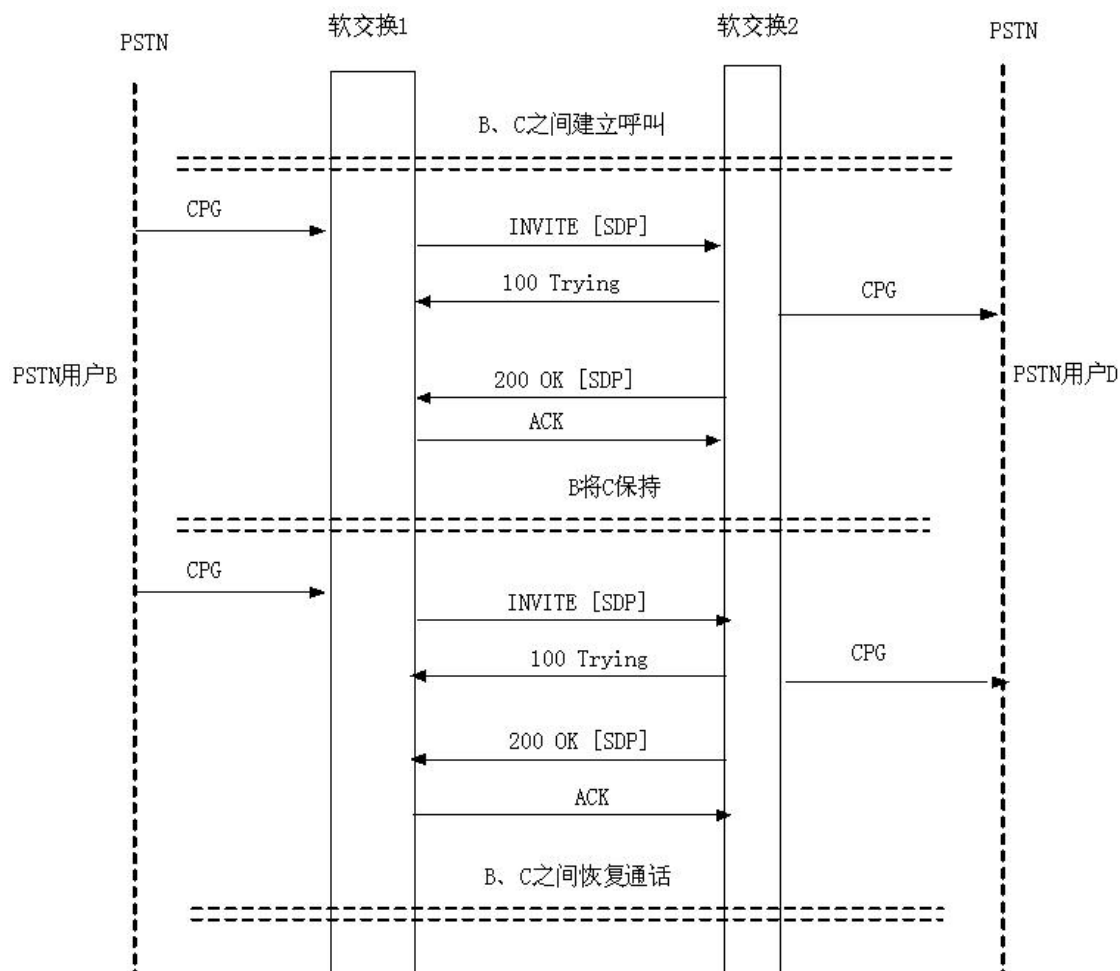 PSTN
软交换1
软交换2
PSTN
B、C之间建立呼叫
CPG
INVITE [SDP]
100 Trying
CPG
PSTN用户B
200 OK [SDP]
PSTN用户D
ACK
B将C保持
CPG
INVITE [SDP]
100 Trying
CPG
200 OK [SDP]
ACK
B、C之间恢复通话